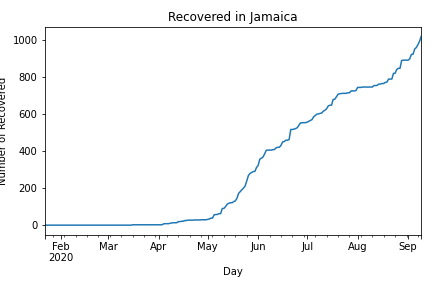 Recovered in Jamaica
Number of Recovered
1000
800
600
400
200
0
Feb Mar Apr May Jun Jul Aug Sep
2020
Day